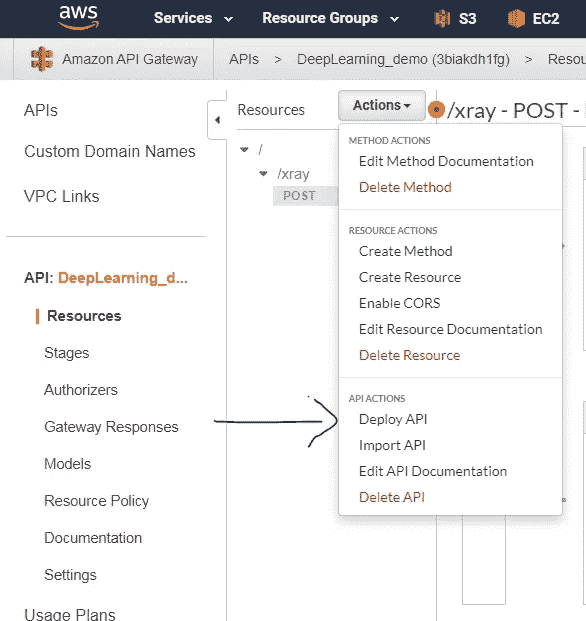 aws
Services
Resource Groups
S3
EC2
Amazon API Gateway
APIs > DeepLearning_demo (3biakdh1fg) > Resou
APIs
Custom Domain Names
VPC Links
API: DeepLearning_d...
Resources
Stages
Authorizers
Gateway Responses
Models
Resource Policy
Documentation
Settings
Usage Plans
Resources
Actions
/
/xray
POST
/xray - POST -
METHOD ACTIONS
Edit Method Documentation
Delete Method
RESOURCE ACTIONS
Create Method
Create Resource
Enable CORS
Edit Resource Documentation
Delete Resource
API ACTIONS
Deploy API
Import API
Edit API Documentation
Delete API